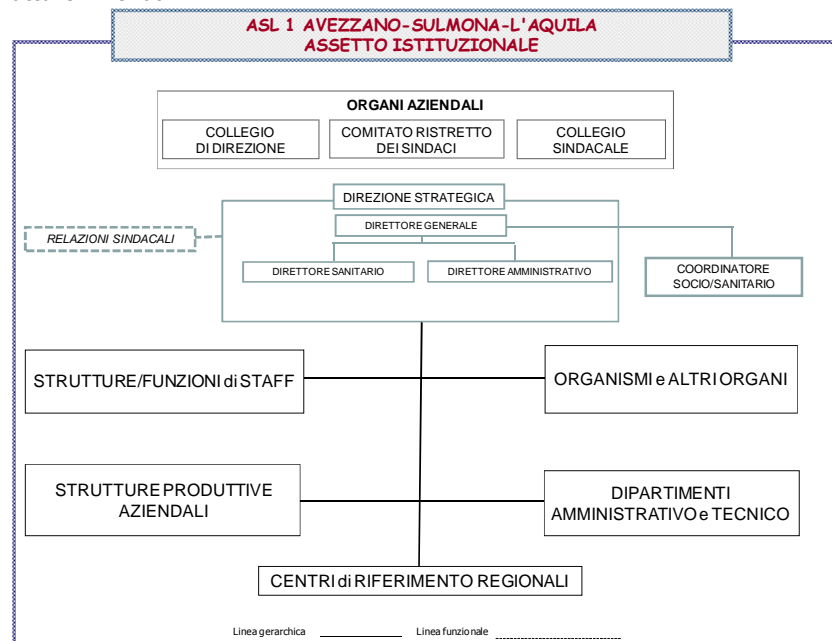 ASL 1 AVEZZANO-SULMONA-L'AQUILA
ASSETTO ISTITUZIONALE
ORGANI AZIENDALI
COLLEGIO
DI DIREZIONE
COMITATO RISTRETTO
DEI SINDACI
COLLEGIO
SINDACALE
DIREZIONE STRATEGICA
DIRETTORE GENERALE
RELAZIONI SINDACALI
DIRETTORE SANITARIO
DIRETTORE AMMINISTRATIVO
COORDINATORE
SOCIO/SANITARIO
STRUTTURE/FUNZIONI di STAFF
ORGANISMI e ALTRI ORGANI
STRUTTURE PRODUTTIVE
AZIENDALI
DIPARTIMENTI
AMMINISTRATIVO e TECNICO
CENTRI di RIFERIMENTO REGIONALI
Linea gerarchica
Linea funzionale